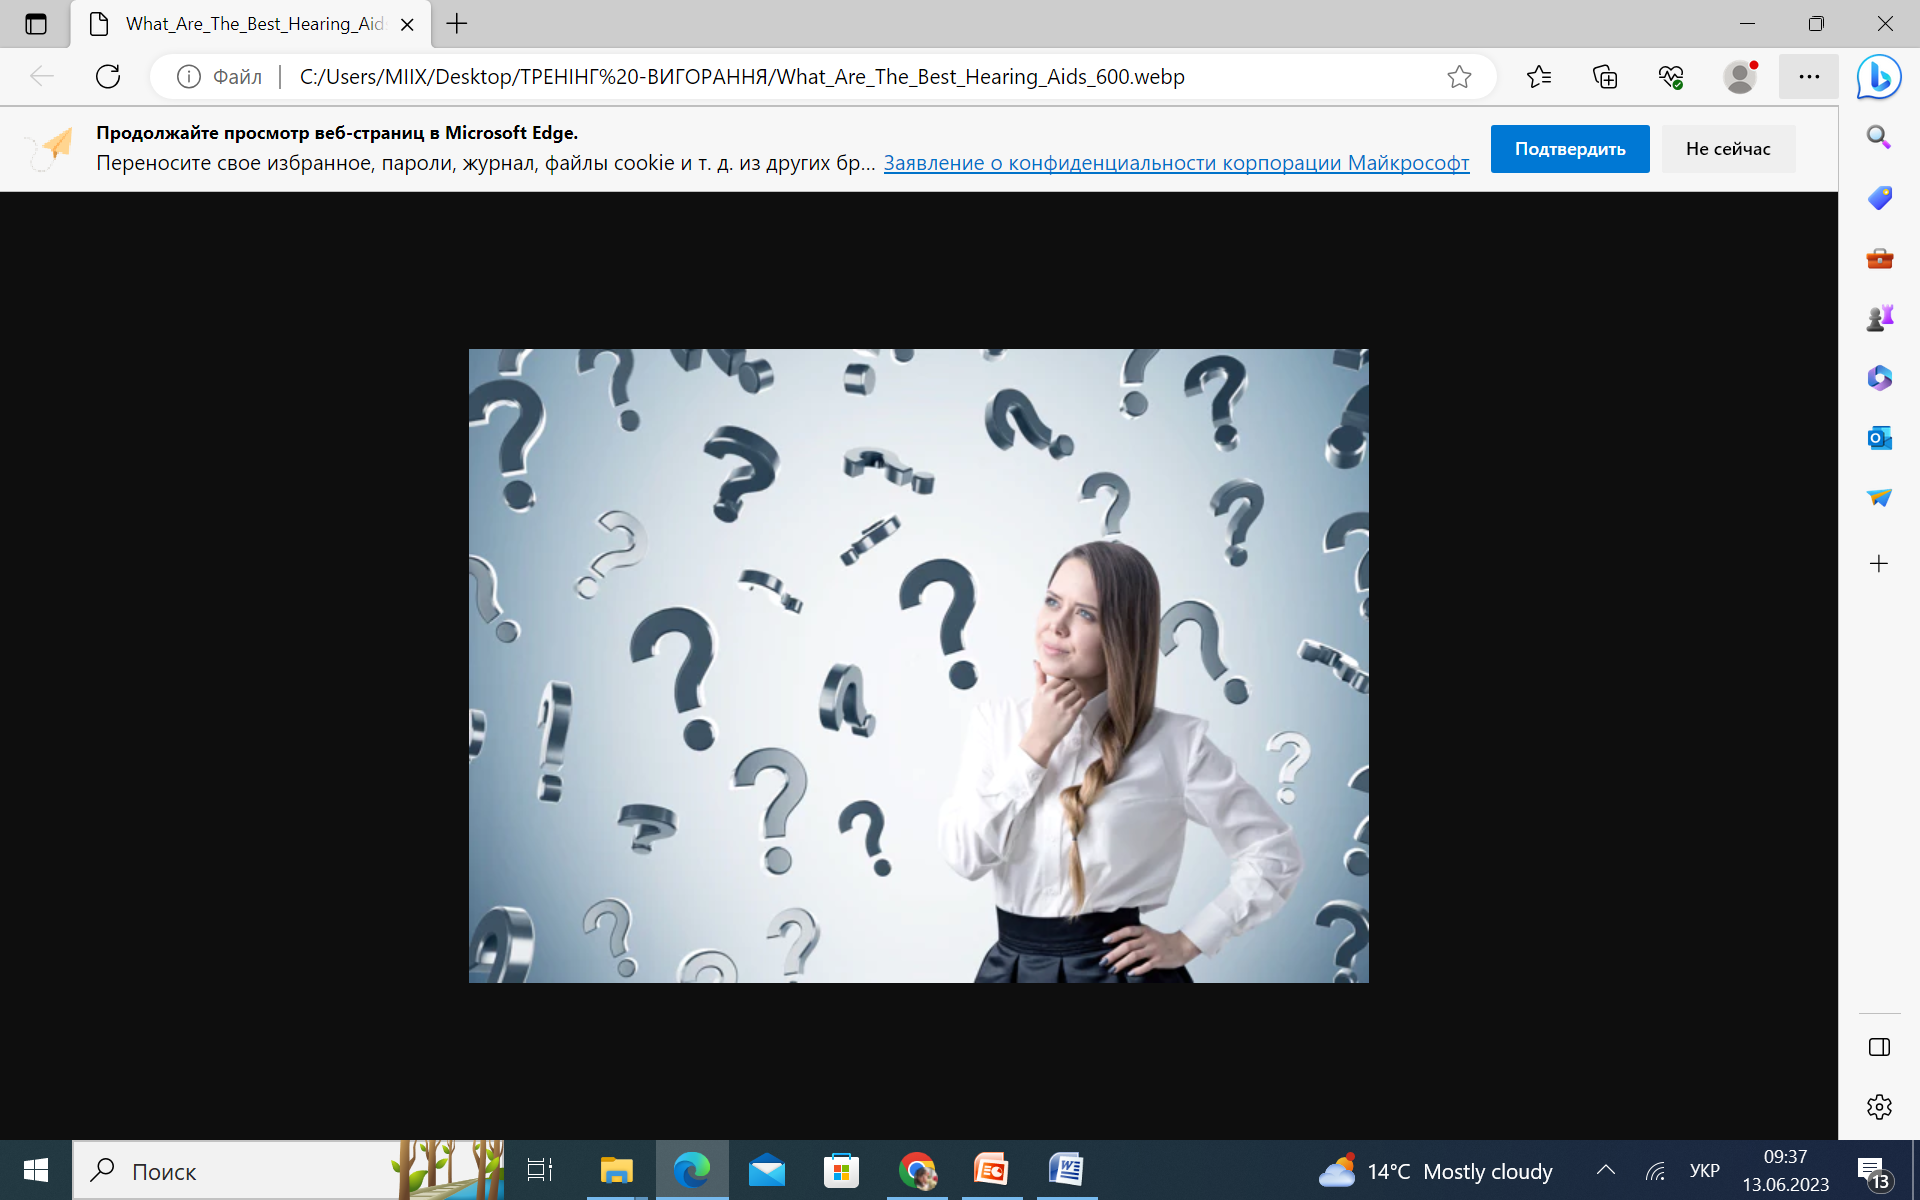 What_Are_The_Best_Hearing_Aid
Файл
C:/Users/MIIX/Desktop/ТРЕНІНГ%20-ВИГОРАННЯ/What_Are_The_Best_Hearing_Aids_600.webp
Продолжайте просмотр веб-страниц в Microsoft Edge.
Переносите свое избранное, пароли, журнал, файлы cookie и т. д. из других бр... Заявление о конфиденциальности корпорации Майкрософт
Подтвердить
Не сейчас
Поиск
14°C Mostly cloudy
УКР
09:37
13.06.2023
13